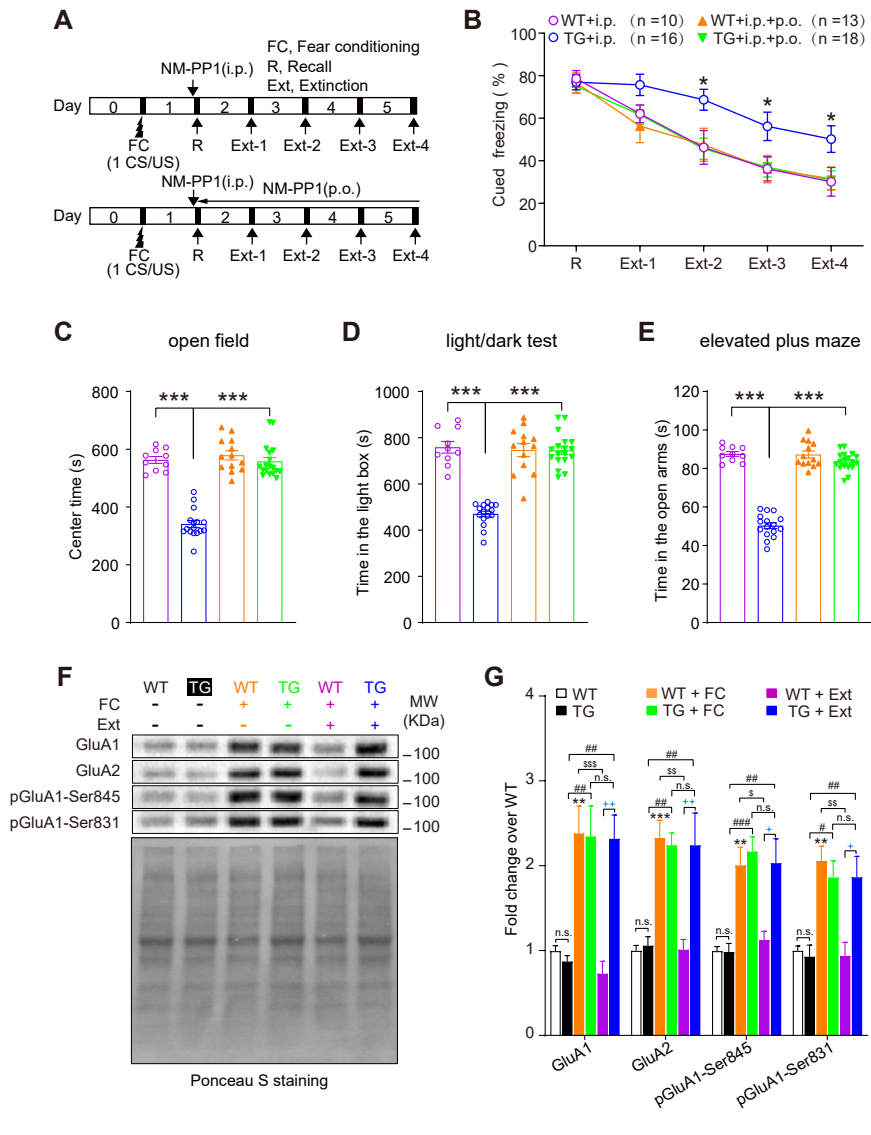 A
FC, Fear conditioning
R, Recall
Ext, Extinction
NM-PP1(i.p.)
Day 0 1 2 3 4 5
FC R Ext-1 Ext-2 Ext-3 Ext-4
(1 CS/US)
NM-PP1(i.p.) NM-PP1(p.o.)
Day 0 1 2 3 4 5
FC R Ext-1 Ext-2 Ext-3 Ext-4
(1 CS/US)
B
WT+i.p. (n =10) WT+i.p.+p.o. (n =13)
TG+i.p. (n =16) TG+i.p.+p.o. (n =18)
Cued freezing ( % )
100
80
60
40
20
0
* * *
R Ext-1 Ext-2 Ext-3 Ext-4
C
open field
Center time (s)
800
600
400
200
0
*** ***
D
light/dark test
Time in the light box (s)
1000
800
600
400
200
0
*** ***
E
elevated plus maze
Time in the open arms (s)
120
100
80
60
40
20
0
*** ***
F
WT TG WT TG WT TG
FC - - + + + + MW
Ext - - - - + + (KDa)
GluA1 –100
GluA2 –100
pGluA1-Ser845 –100
pGluA1-Ser831 –100
Ponceau S staining
G
WT WT + FC WT + Ext
TG TG + FC TG + Ext
Fold change over WT
4
3
2
1
0
## $$$ n.s. ## ** ++ n.s.
## $$ n.s. ## *** ++ n.s.
## $ n.s. ### ** + n.s.
## $$ n.s. # ** + n.s.
GluA1 GluA2 pGluA1-Ser845 pGluA1-Ser831